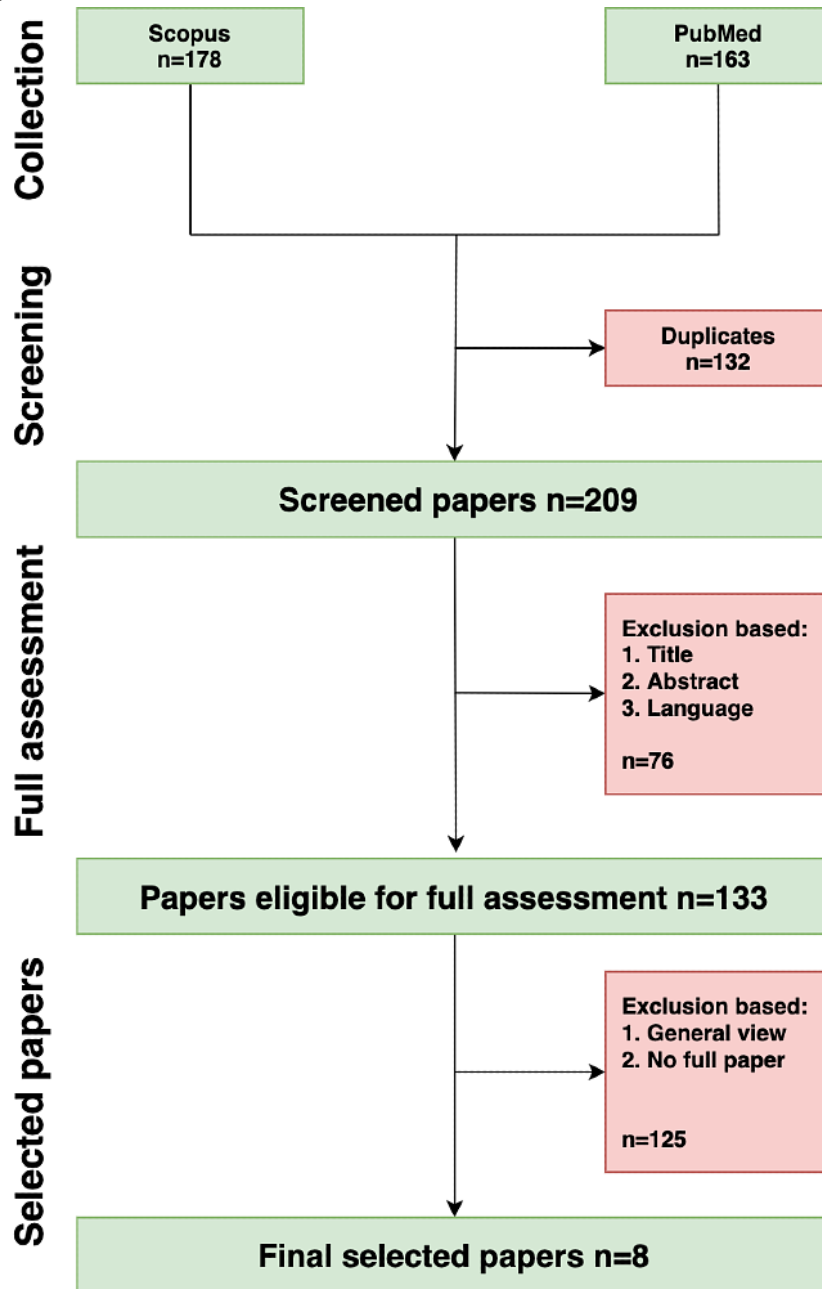 Collection
Scopus
n=178
PubMed
n=163
Screening
Duplicates
n=132
Screened papers n=209
Full assessment
Exclusion based:
1. Title
2. Abstract
3. Language
n=76
Papers eligible for full assessment n=133
Selected papers
Exclusion based:
1. General view
2. No full paper
n=125
Final selected papers n=8